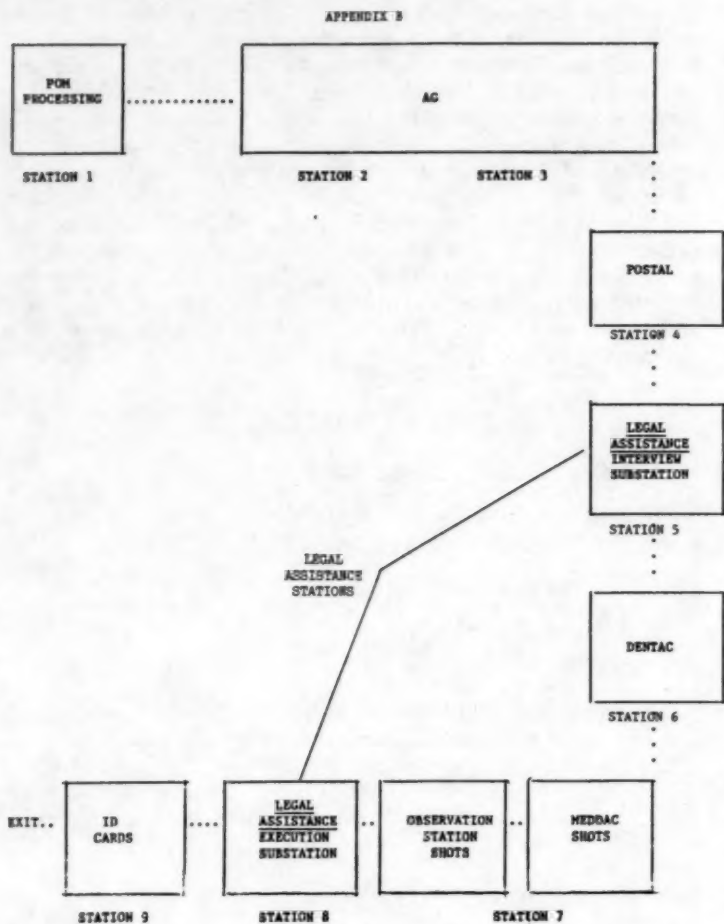 APPENDIX B
POM
PROCESSING
AG
STATION 1
STATION 2
STATION 3
POSTAL
STATION 4
LEGAL
ASSISTANCE
INTERVIEW
SUBSTATION
STATION 5
LEGAL
ASSISTANCE
STATIONS
DENTAC
STATION 6
EXIT..
ID
CARDS
LEGAL
ASSISTANCE
EXECUTION
SUBSTATION
OBSERVATION
STATION
SHOTS
MEDDAC
SHOTS
STATION 9
STATION 8
STATION 7